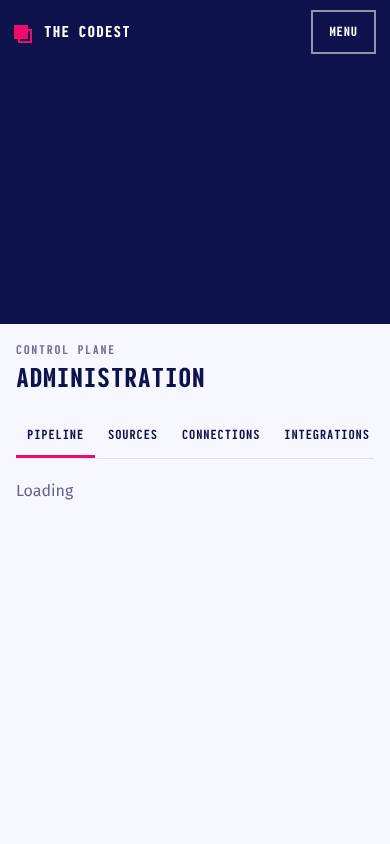 THE CODEST
MENU
CONTROL PLANE
ADMINISTRATION
PIPELINE SOURCES CONNECTIONS INTEGRATIONS
Loading